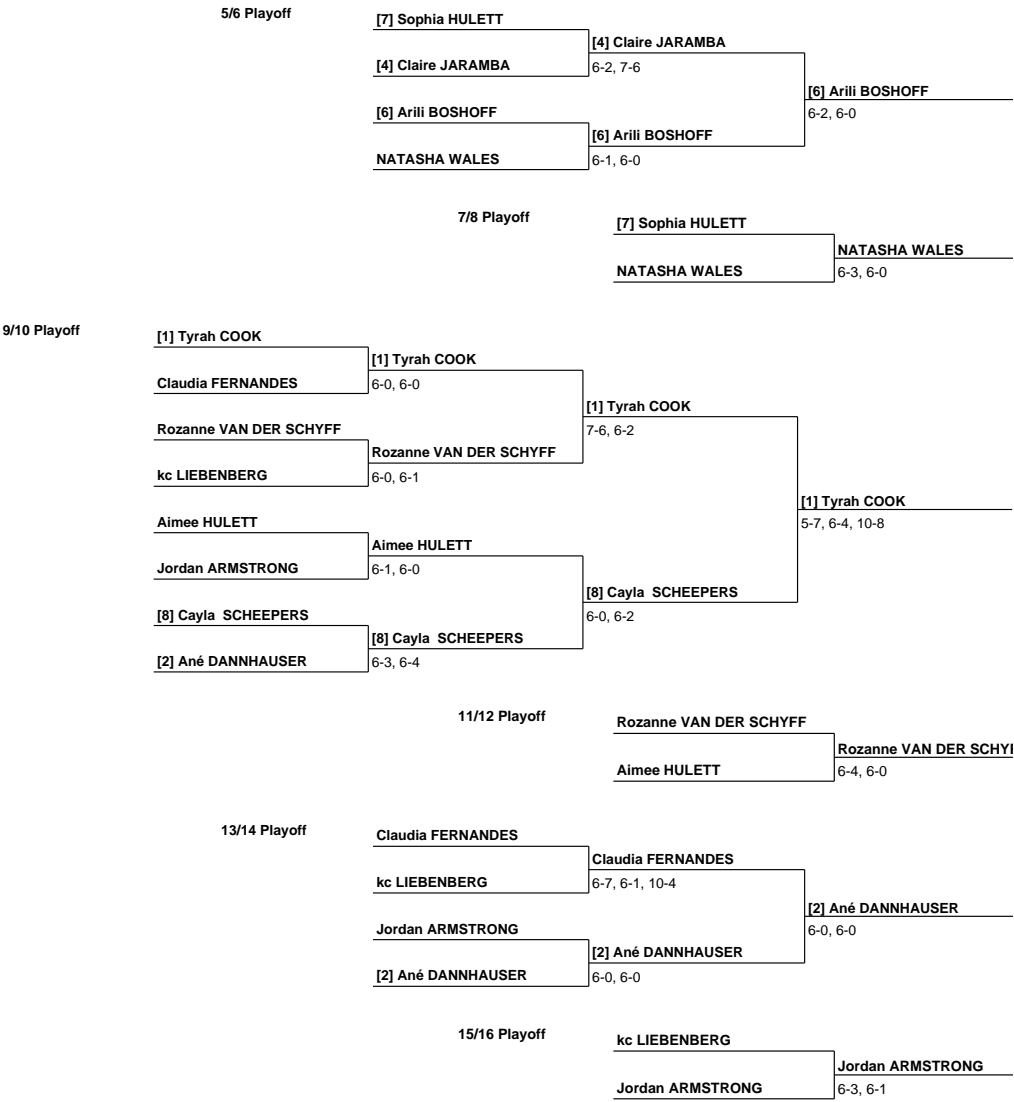 5/6 Playoff
[7] Sophia HULETT
[4] Claire JARAMBA
[4] Claire JARAMBA
6-2, 7-6
[6] Arili BOSHOFF
6-2, 6-0
[6] Arili BOSHOFF
[6] Arili BOSHOFF
NATASHA WALES
6-1, 6-0
7/8 Playoff
[7] Sophia HULETT
NATASHA WALES
NATASHA WALES
6-3, 6-0
9/10 Playoff
[1] Tyrah COOK
[1] Tyrah COOK
Claudia FERNANDES
6-0, 6-0
[1] Tyrah COOK
7-6, 6-2
Rozanne VAN DER SCHYFF
Rozanne VAN DER SCHYFF
kc LIEBENBERG
6-0, 6-1
[1] Tyrah COOK
5-7, 6-4, 10-8
Aimee HULETT
Aimee HULETT
Jordan ARMSTRONG
6-1, 6-0
[8] Cayla  SCHEEPERS
6-0, 6-2
[8] Cayla  SCHEEPERS
[8] Cayla  SCHEEPERS
[2] Ané DANNHAUSER
6-3, 6-4
11/12 Playoff
Rozanne VAN DER SCHYFF
Rozanne VAN DER SCHY
Aimee HULETT
6-4, 6-0
13/14 Playoff
Claudia FERNANDES
Claudia FERNANDES
kc LIEBENBERG
6-7, 6-1, 10-4
[2] Ané DANNHAUSER
6-0, 6-0
Jordan ARMSTRONG
[2] Ané DANNHAUSER
[2] Ané DANNHAUSER
6-0, 6-0
15/16 Playoff
kc LIEBENBERG
Jordan ARMSTRONG
Jordan ARMSTRONG
6-3, 6-1